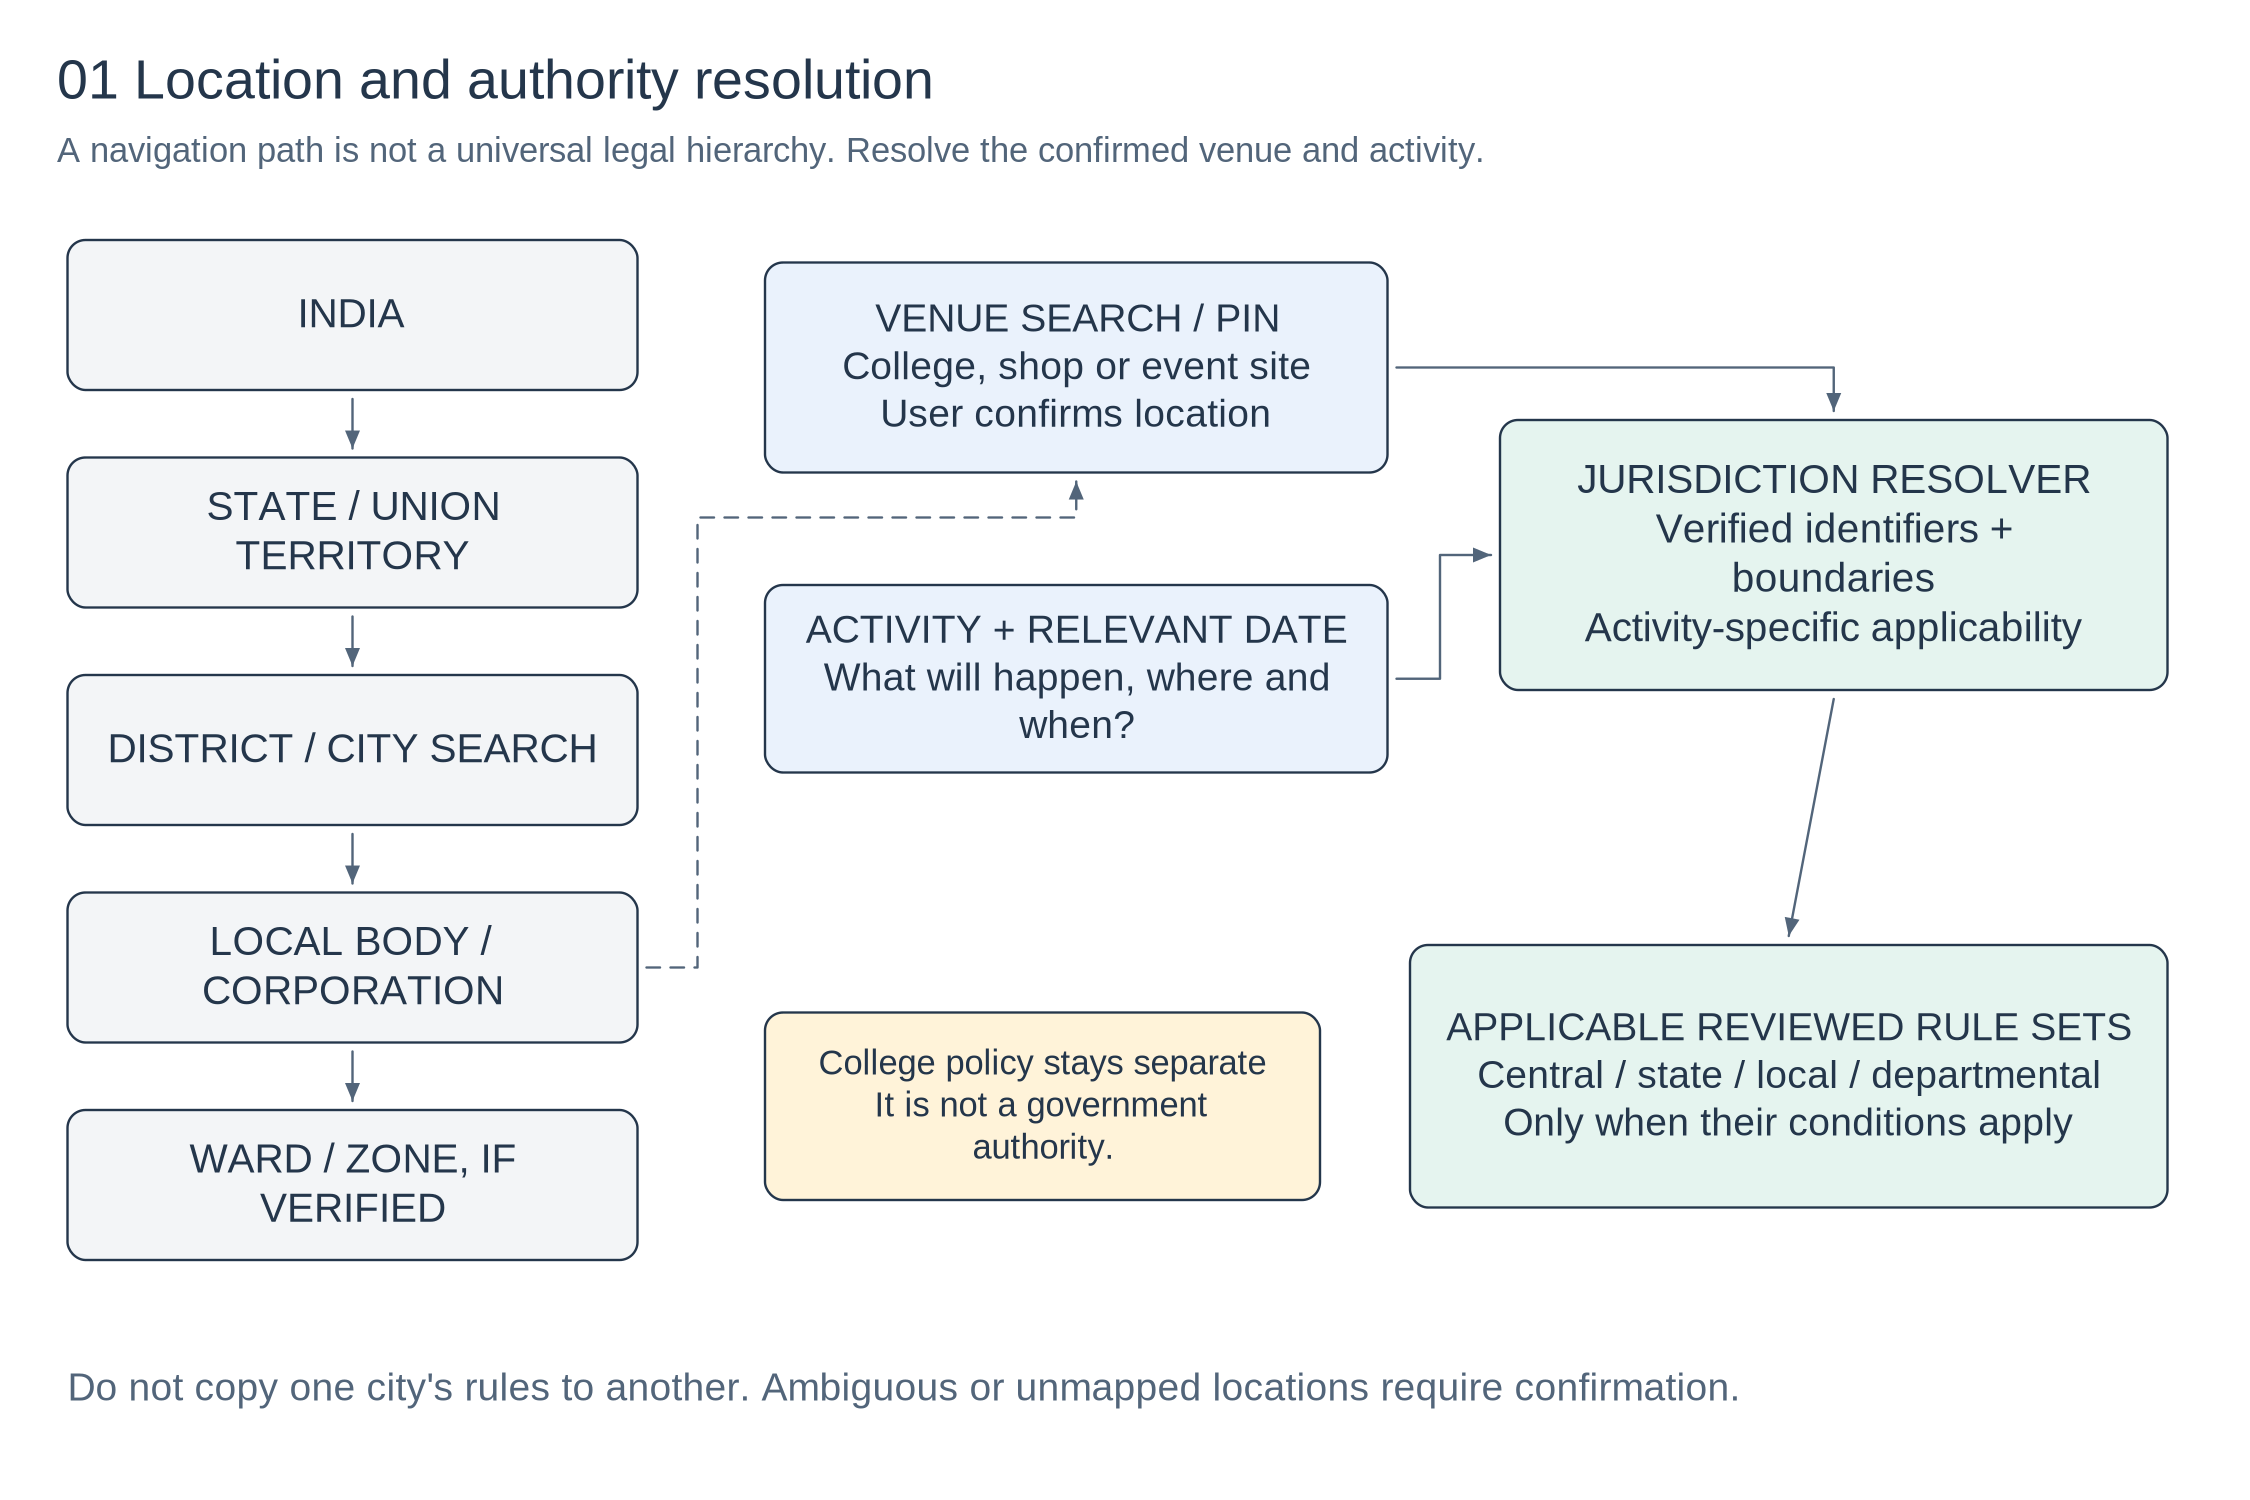 01 Location and authority resolution
A navigation path is not a universal legal hierarchy. Resolve the confirmed venue and activity.
INDIA
STATE / UNION
TERRITORY
DISTRICT / CITY SEARCH
LOCAL BODY /
CORPORATION
WARD / ZONE, IF
VERIFIED
VENUE SEARCH / PIN
College, shop or event site
User confirms location
ACTIVITY + RELEVANT DATE
What will happen, where and
when?
College policy stays separate
It is not a government
authority.
JURISDICTION RESOLVER
Verified identifiers +
boundaries
Activity-specific applicability
APPLICABLE REVIEWED RULE SETS
Central / state / local / departmental
Only when their conditions apply
Do not copy one city's rules to another. Ambiguous or unmapped locations require confirmation.